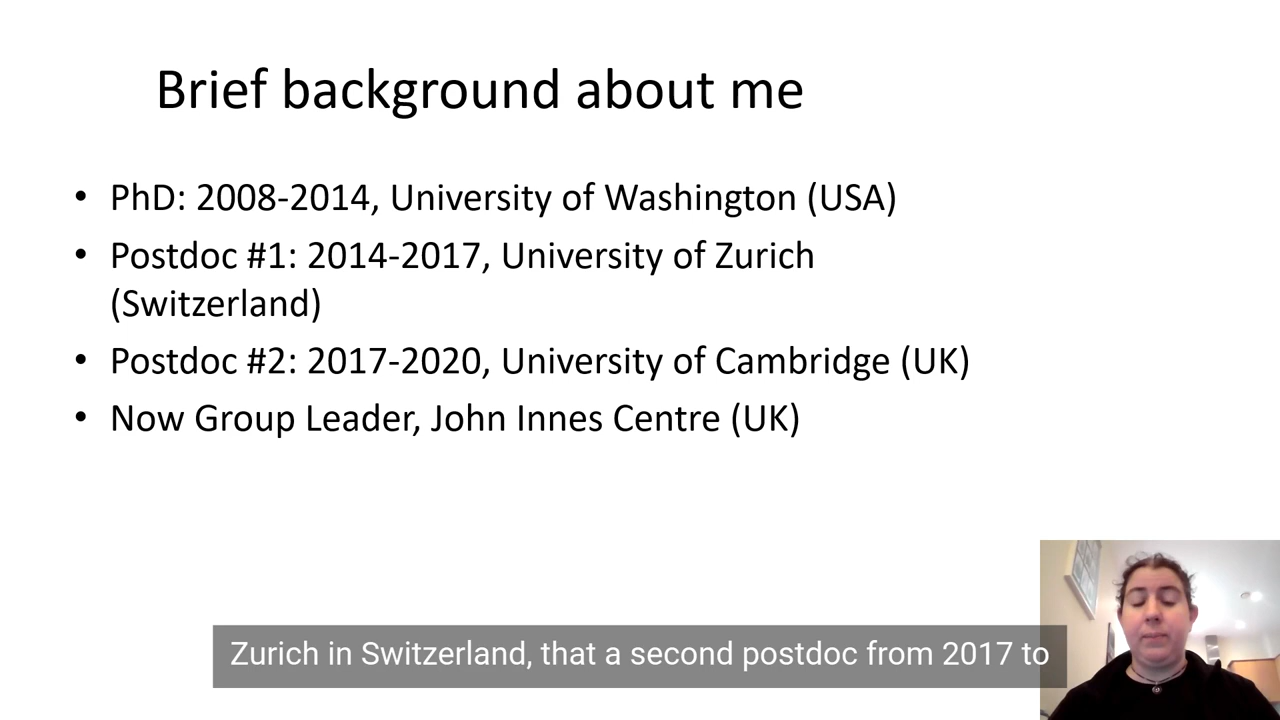 Brief background about me
• PhD: 2008-2014, University of Washington (USA)
• Postdoc #1: 2014-2017, University of Zurich
(Switzerland)
• Postdoc #2: 2017-2020, University of Cambridge (UK)
• Now Group Leader, John Innes Centre (UK)
Zurich in Switzerland, that a second postdoc from 2017 to